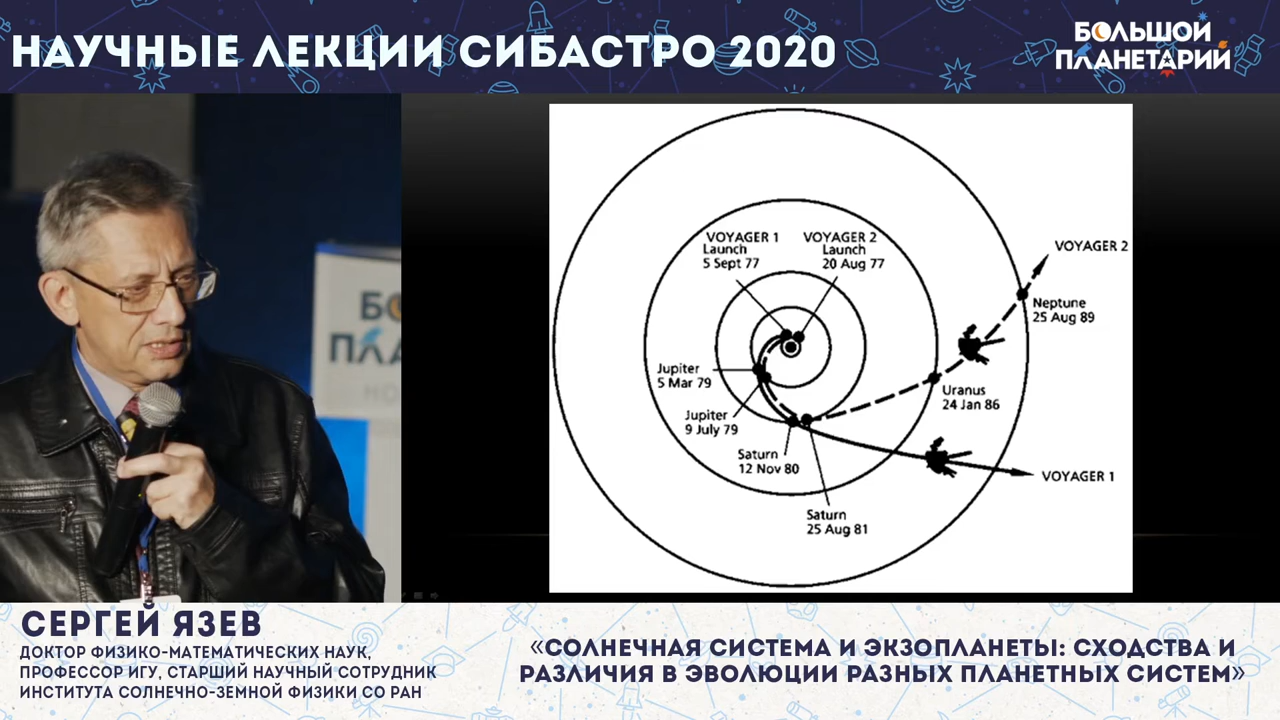 НАУЧНЫЕ ЛЕКЦИИ СИБАСТРО 2020
БОЛЬШОЙ
ПЛАНЕТАРИЙ
VOYAGER 1
Launch
5 Sept 77
VOYAGER 2
Launch
20 Aug 77
VOYAGER 2
Neptune
25 Aug 89
Jupiter
5 Mar 79
Uranus
24 Jan 86
Jupiter
9 July 79
Saturn
12 Nov 80
VOYAGER 1
Saturn
25 Aug 81
СЕРГЕЙ ЯЗЕВ
ДОКТОР ФИЗИКО-МАТЕМАТИЧЕСКИХ НАУК,
ПРОФЕССОР ИГУ, СТАРШИЙ НАУЧНЫЙ СОТРУДНИК
ИНСТИТУТА СОЛНЕЧНО-ЗЕМНОЙ ФИЗИКИ СО РАН
«СОЛНЕЧНАЯ СИСТЕМА И ЭКЗОПЛАНЕТЫ: СХОДСТВА И
РАЗЛИЧИЯ В ЭВОЛЮЦИИ РАЗНЫХ ПЛАНЕТНЫХ СИСТЕМ»